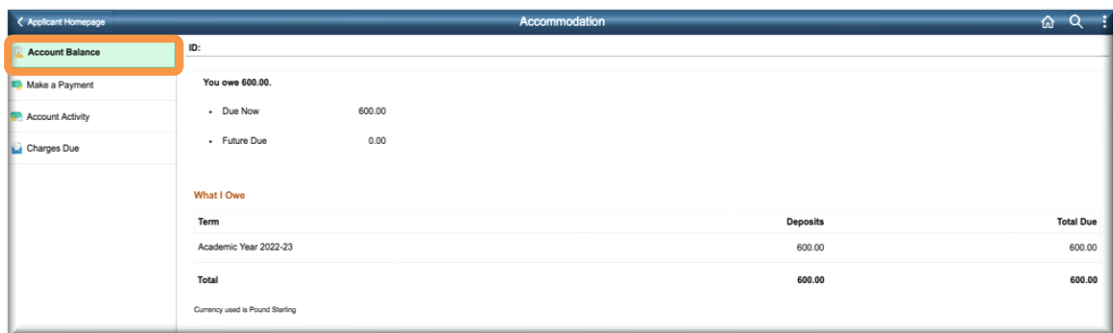 Applicant Homepage Accommodation
Account Balance
Make a Payment
Account Activity
Charges Due
ID:
You owe 600.00.
• Due Now 600.00
• Future Due 0.00
What I Owe
Term Deposits Total Due
Academic Year 2022-23 600.00 600.00
Total 600.00 600.00
Currency used is Pound Sterling